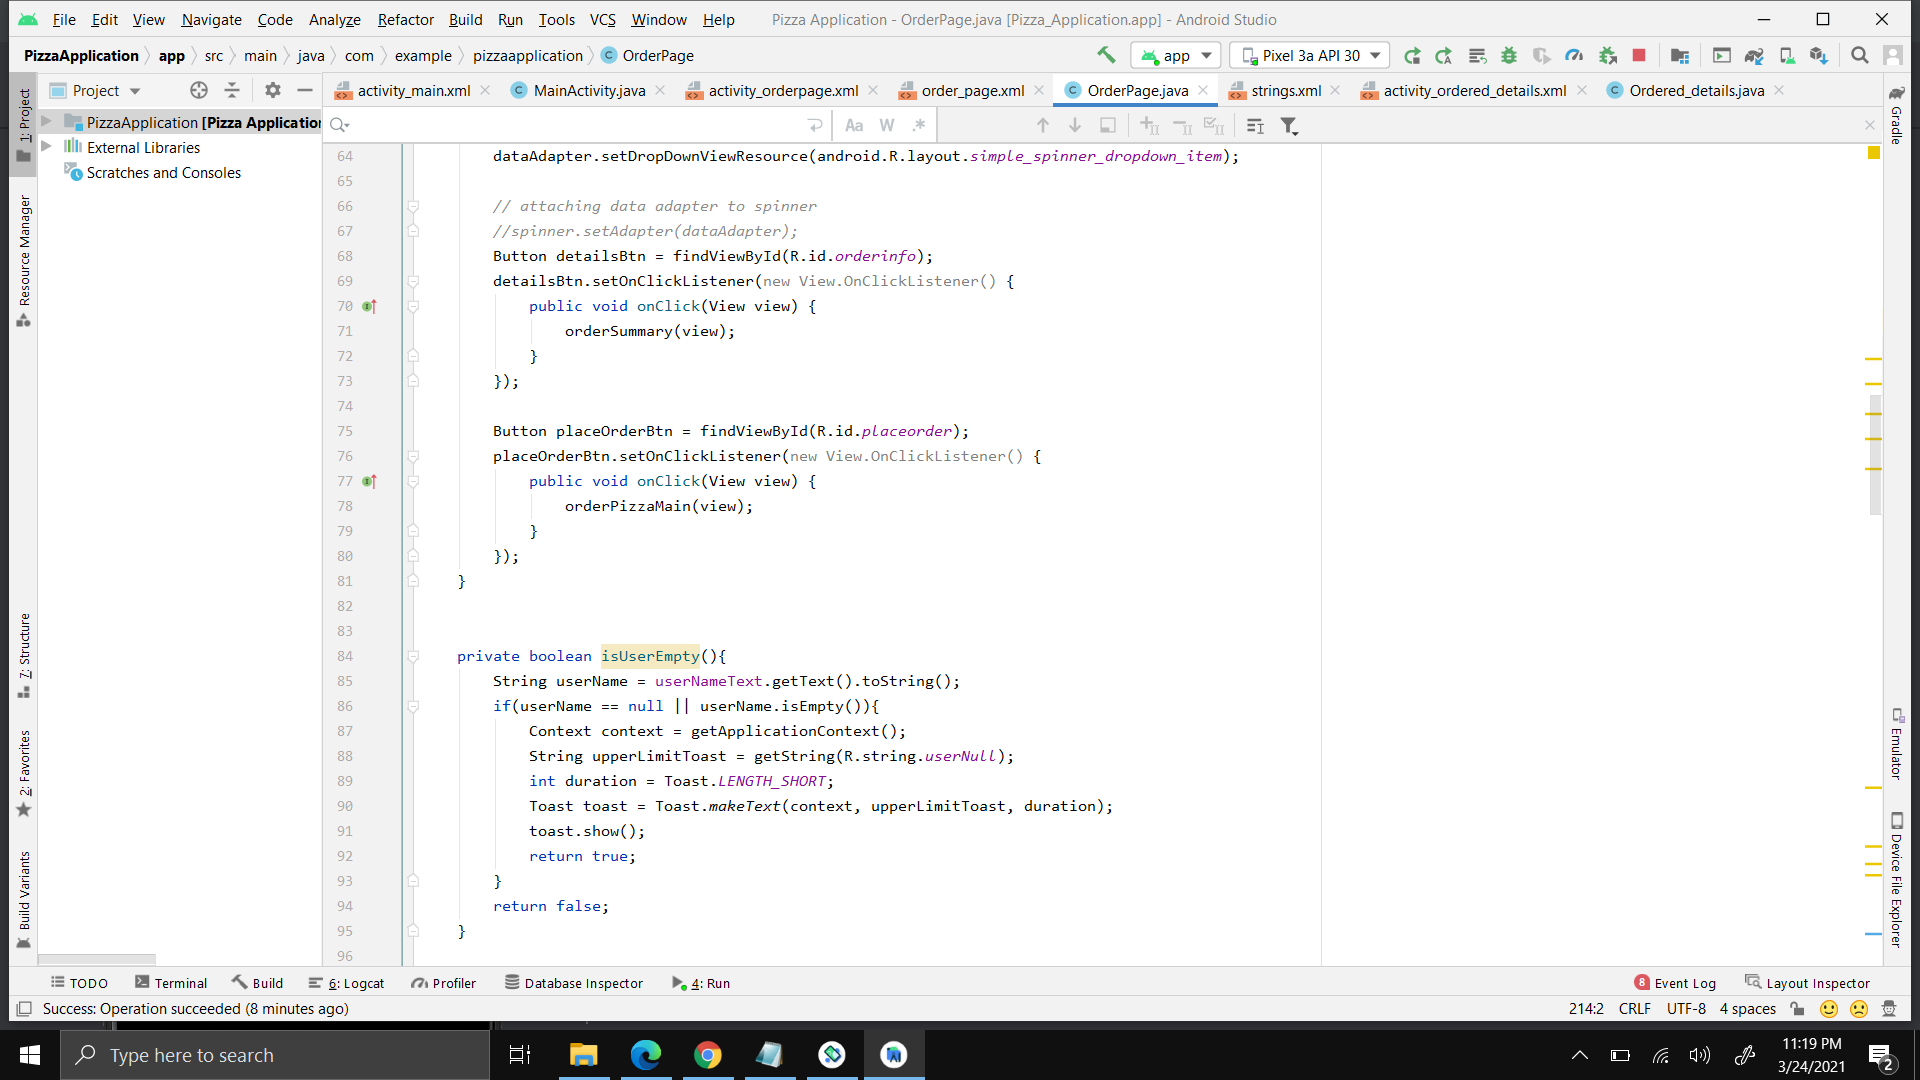 File Edit View Navigate Code Analyze Refactor Build Run Tools VCS Window Help Pizza Application - OrderPage.java [Pizza_Application.app] - Android Studio
PizzaApplication app src main java com example pizzaapplication C OrderPage app Pixel 3a API 30
Project
activity_main.xml MainActivity.java activity_orderpage.xml order_page.xml OrderPage.java strings.xml activity_ordered_details.xml Ordered_details.java
PizzaApplication [Pizza Application
External Libraries
Scratches and Consoles
Aa W .*
1: Project
Resource Manager
7: Structure
2: Favorites
Build Variants
64 dataAdapter.setDropDownViewResource(android.R.layout.simple_spinner_dropdown_item);
65
66 // attaching data adapter to spinner
67 //spinner.setAdapter(dataAdapter);
68 Button detailsBtn = findViewById(R.id.orderinfo);
69 detailsBtn.setOnClickListener(new View.OnClickListener() {
70 public void onClick(View view) {
71 orderSummary(view);
72 }
73 });
74
75 Button placeOrderBtn = findViewById(R.id.placeorder);
76 placeOrderBtn.setOnClickListener(new View.OnClickListener() {
77 public void onClick(View view) {
78 orderPizzaMain(view);
79 }
80 });
81 }
82
83
84 private boolean isUserEmpty(){
85 String userName = userNameText.getText().toString();
86 if(userName == null || userName.isEmpty()){
87 Context context = getApplicationContext();
88 String upperLimitToast = getString(R.string.userNull);
89 int duration = Toast.LENGTH_SHORT;
90 Toast toast = Toast.makeText(context, upperLimitToast, duration);
91 toast.show();
92 return true;
93 }
94 return false;
95 }
96
Gradle
Emulator
Device File Explorer
TODO Terminal Build 6: Logcat Profiler Database Inspector 4: Run 8 Event Log Layout Inspector
Success: Operation succeeded (8 minutes ago) 214:2 CRLF UTF-8 4 spaces
Type here to search
11:19 PM
3/24/2021
2